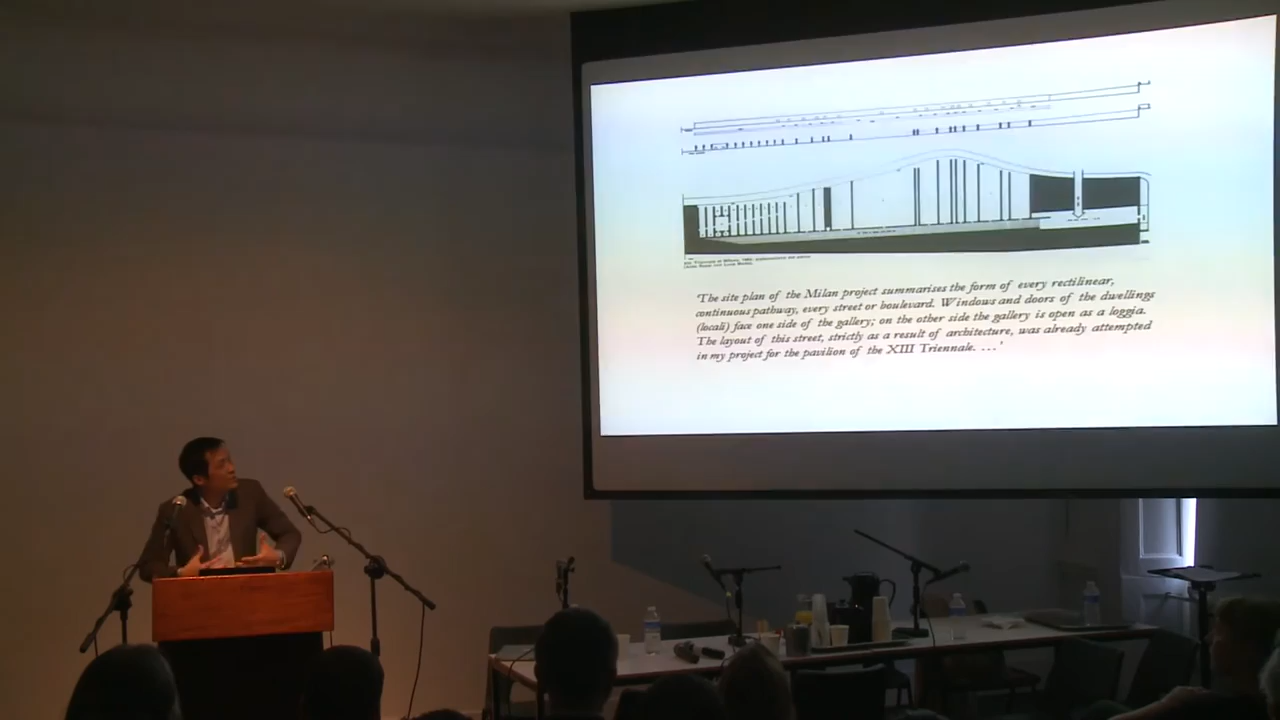 'The site plan of the Milan project summarises the form of every rectilinear,
continuous pathway, every street or boulevard. Windows and doors of the dwellings
(locali) face one side of the gallery; on the other side the gallery is open as a loggia.
The layout of this street, strictly as a result of architecture, was already attempted
in my project for the pavilion of the XIII Triennale. …'